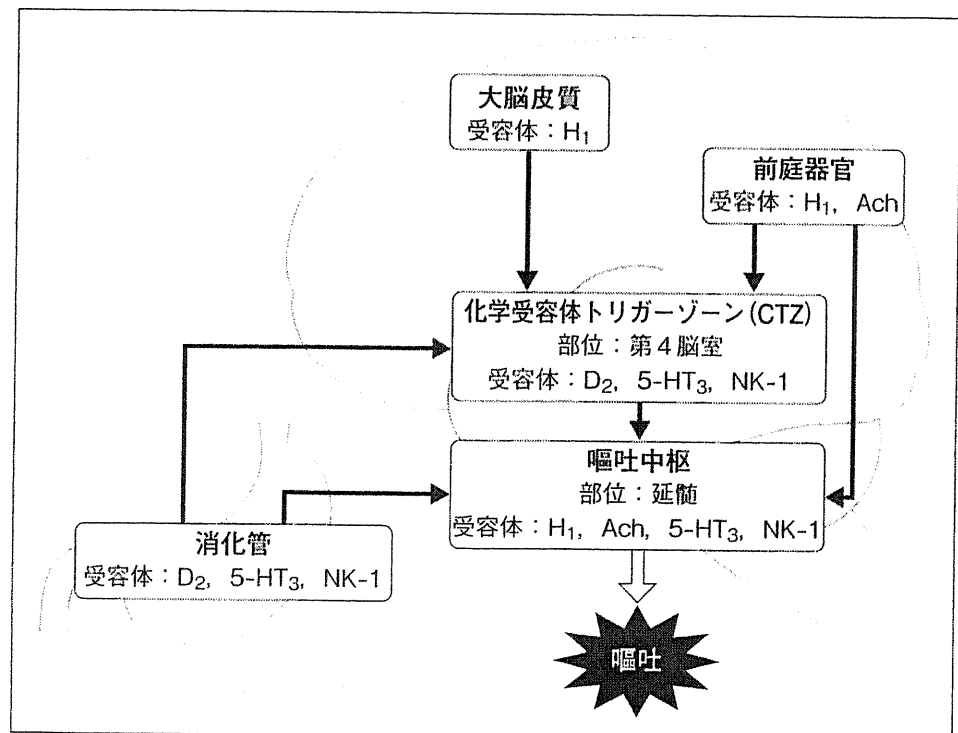 大脳皮質
受容体：H₁
前庭器官
受容体：H₁, Ach
化学受容体トリガーゾーン(CTZ)
部位：第4脳室
受容体：D₂, 5-HT₃, NK-1
嘔吐中枢
部位：延髄
受容体：H₁, Ach, 5-HT₃, NK-1
消化管
受容体：D₂, 5-HT₃, NK-1
嘔吐